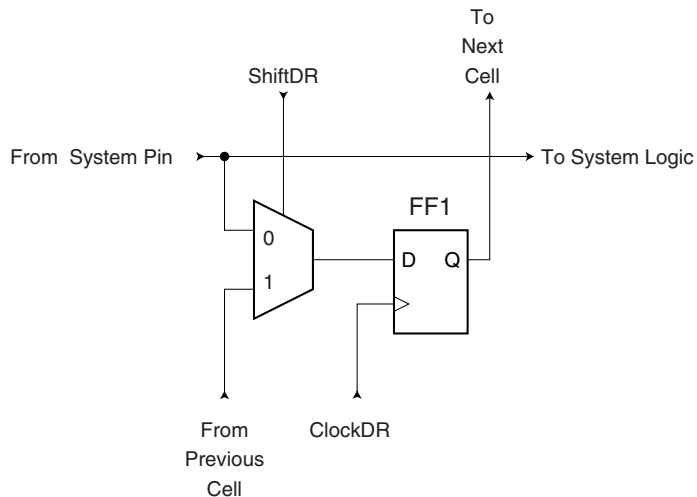 To
Next
Cell
ShiftDR
From System Pin
To System Logic
FF1
0
D Q
1
From
Previous
Cell
ClockDR